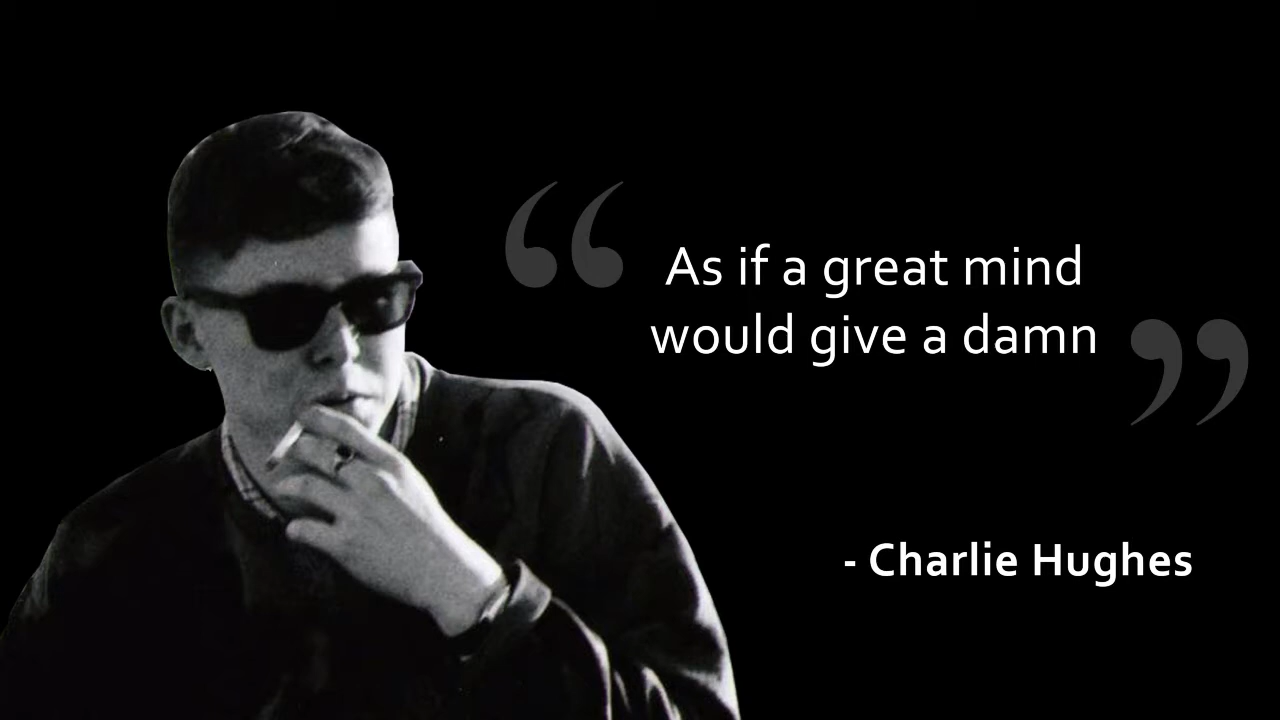 “ As if a great mind
would give a damn ”
- Charlie Hughes